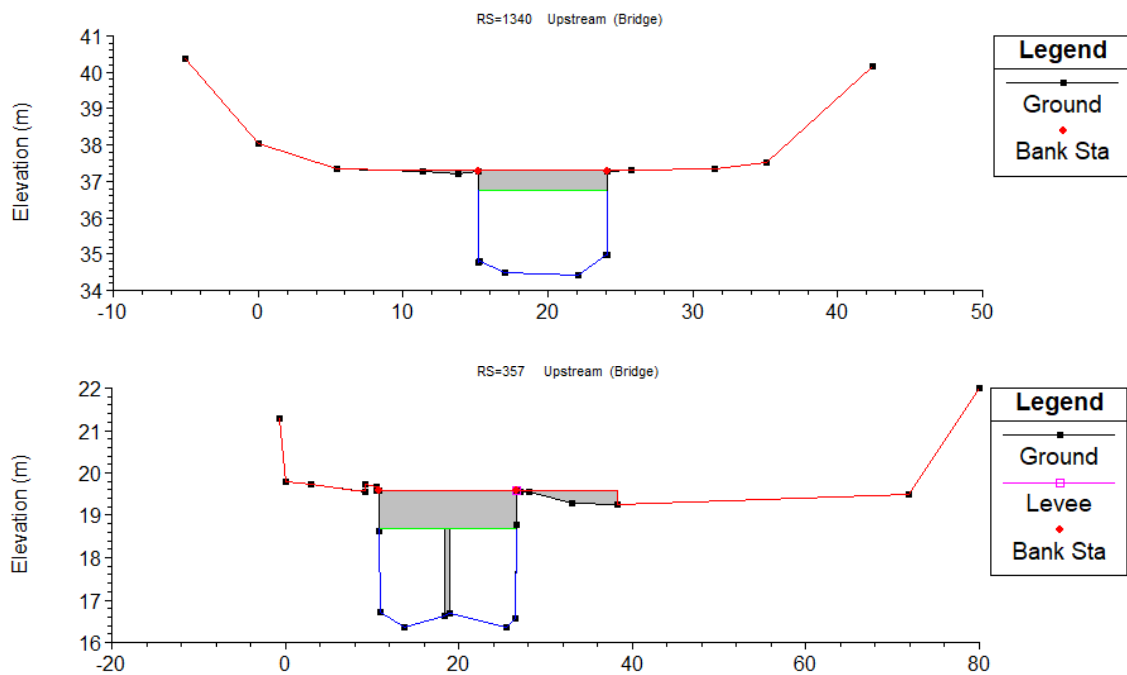 RS=1340 Upstream (Bridge)
41
40
39
38
37
36
35
34
Elevation (m)
-10 0 10 20 30 40 50
Legend
Ground
Bank Sta
RS=357 Upstream (Bridge)
22
21
20
19
18
17
16
Elevation (m)
-20 0 20 40 60 80
Legend
Ground
Levee
Bank Sta